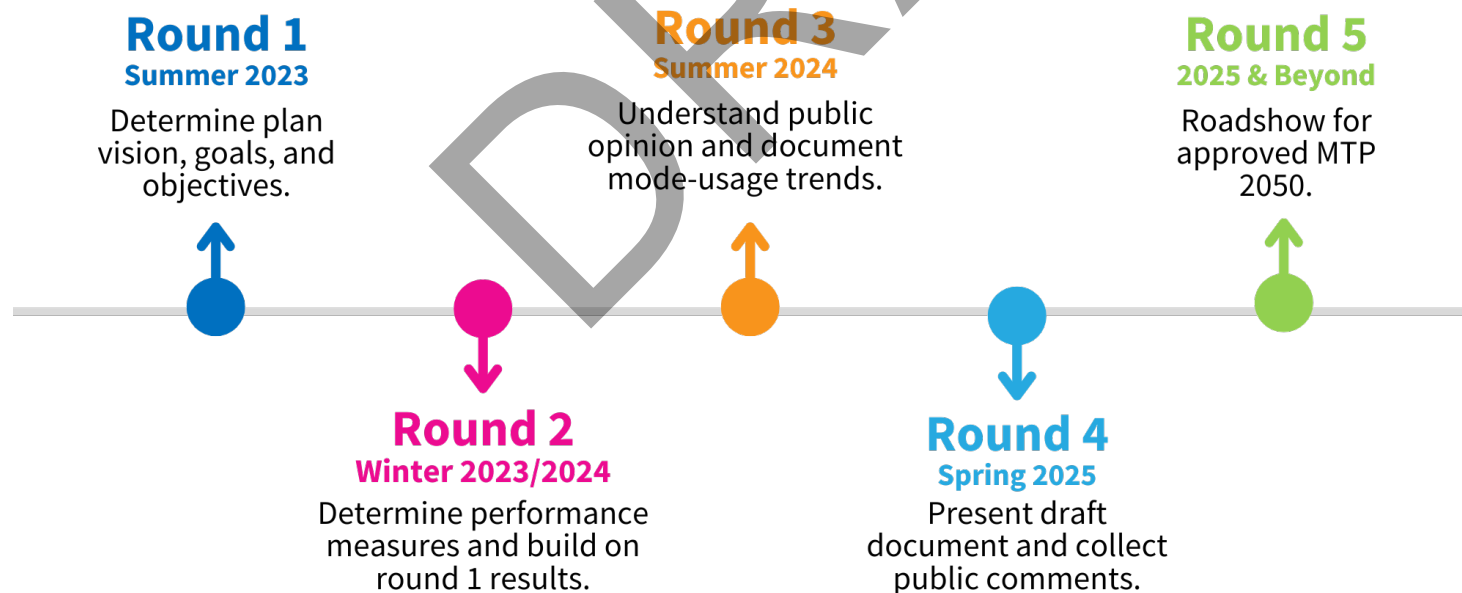 Round 1
Summer 2023
Determine plan
vision, goals, and
objectives.
Round 2
Winter 2023/2024
Determine performance
measures and build on
round 1 results.
Round 3
Summer 2024
Understand public
opinion and document
mode-usage trends.
Round 4
Spring 2025
Present draft
document and collect
public comments.
Round 5
2025 & Beyond
Roadshow for
approved MTP
2050.